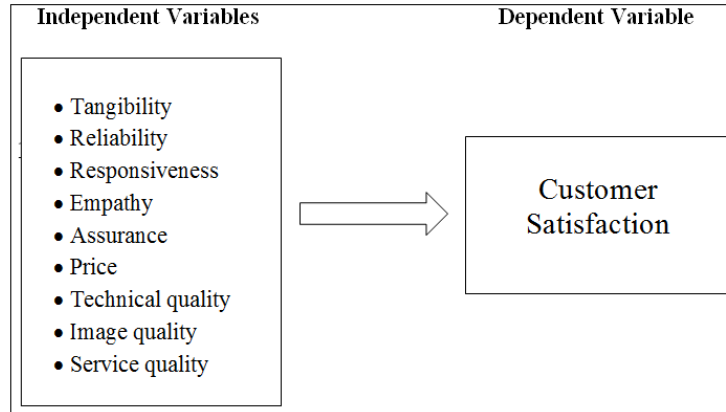 Independent Variables
Dependent Variable
• Tangibility
• Reliability
• Responsiveness
• Empathy
• Assurance
• Price
• Technical quality
• Image quality
• Service quality
Customer
Satisfaction